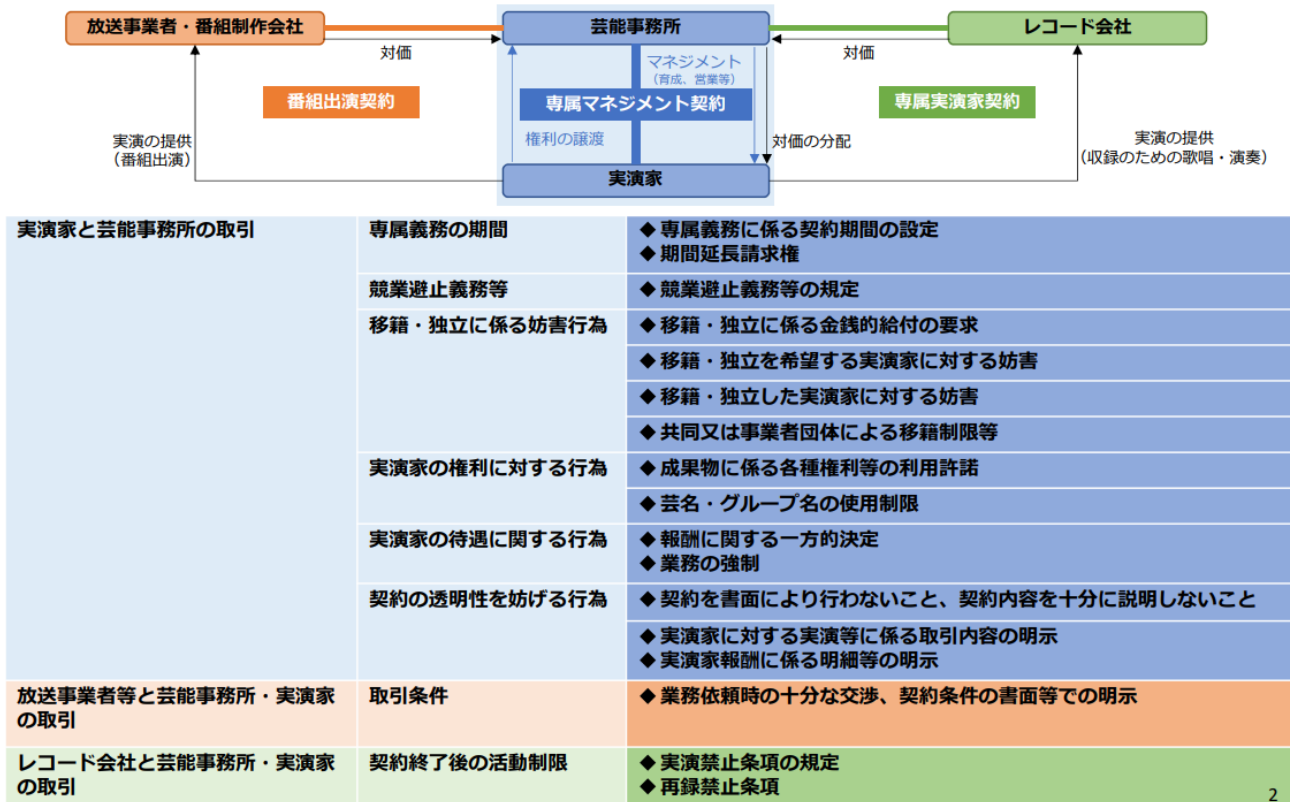 放送事業者・番組制作会社
芸能事務所
レコード会社
対価
マネジメント
（育成、営業等）
対価
番組出演契約
専属マネジメント契約
専属実演家契約
実演の提供
（番組出演）
権利の譲渡
対価の分配
実演の提供
（収録のための歌唱・演奏）
実演家
実演家と芸能事務所の取引
専属義務の期間
◆専属義務に係る契約期間の設定
◆期間延長請求権
競業避止義務等
◆競業避止義務等の規定
移籍・独立に係る妨害行為
◆移籍・独立に係る金銭的給付の要求
◆移籍・独立を希望する実演家に対する妨害
◆移籍・独立した実演家に対する妨害
◆共同又は事業者団体による移籍制限等
実演家の権利に対する行為
◆成果物に係る各種権利等の利用許諾
◆芸名・グループ名の使用制限
実演家の待遇に関する行為
◆報酬に関する一方的決定
◆業務の強制
契約の透明性を妨げる行為
◆契約を書面により行わないこと、契約内容を十分に説明しないこと
◆実演家に対する実演等に係る取引内容の明示
◆実演家報酬に係る明細等の明示
放送事業者等と芸能事務所・実演家
の取引
取引条件
◆業務依頼時の十分な交渉、契約条件の書面等での明示
レコード会社と芸能事務所・実演家
の取引
契約終了後の活動制限
◆実演禁止条項の規定
◆再録禁止条項
2